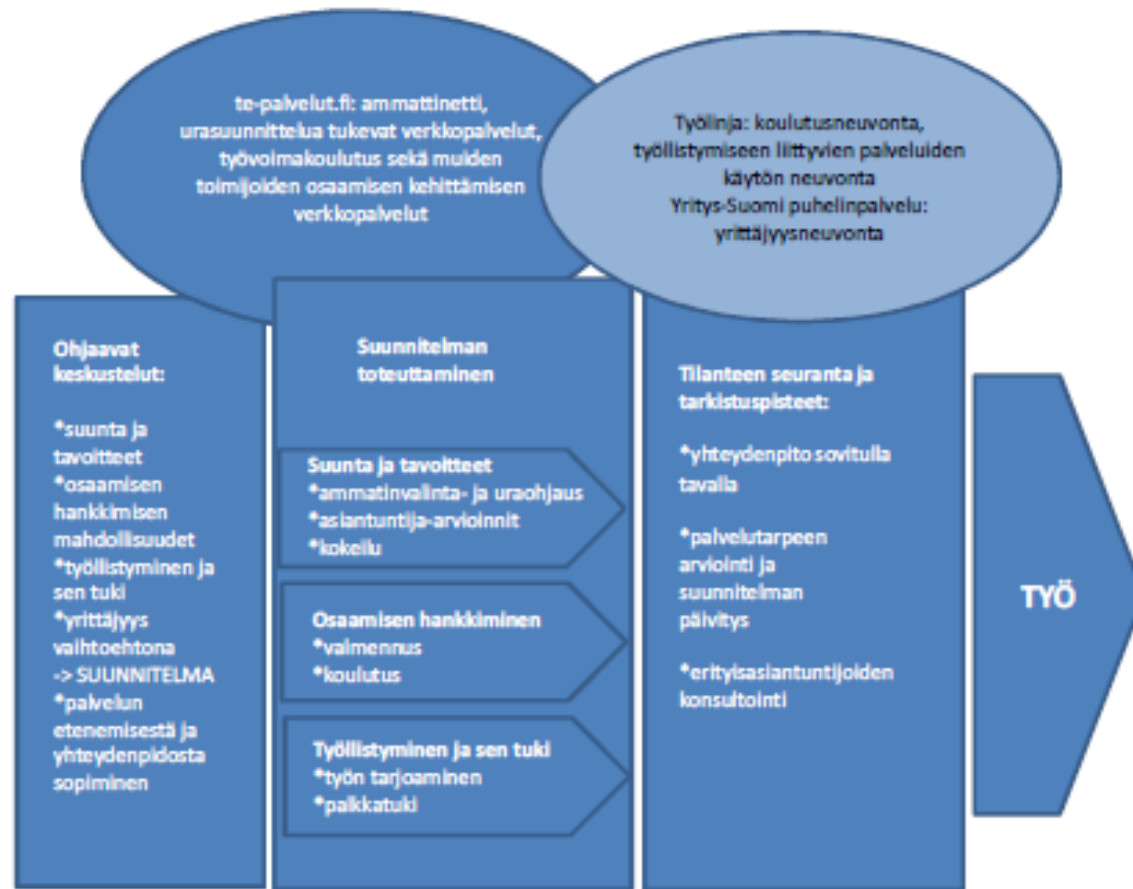 te-palvelut.fi: ammattinetti,
urasuunnittelua tukevat verkkopalvelut,
työvoimakoulutus sekä muiden
toimijoiden osaamisen kehittämisen
verkkopalvelut
Työlinja: koulutusneuvonta,
työllistymiseen liittyvien palveluiden
käytön neuvonta
Yritys-Suomi puhelinpalvelu:
yrittäjyysneuvonta
Ohjaavat
keskustelut:
*suunta ja
tavoitteet
*osaamisen
hankkimisen
mahdollisuudet
*työllistyminen ja
sen tuki
*yrittäjyys
vaihtoehtona
-> SUUNNITELMA
*palvelun
etenemisestä ja
yhteydenpidosta
sopiminen
Suunnitelman
toteuttaminen
Suunta ja tavoitteet
*ammatinvalinta- ja uraohjaus
*asiantuntija-arvioinnit
*kokeilu
Osaamisen hankkiminen
*valmennus
*koulutus
Työllistyminen ja sen tuki
*työn tarjoaminen
*palkkatuki
Tilanteen seuranta ja
tarkistuspisteet:
*yhteydenpito sovitulla
tavalla
*palvelutarpeen
arviointi ja
suunnitelman
päivitys
*erityisasiantuntijoiden
konsultointi
TYÖ